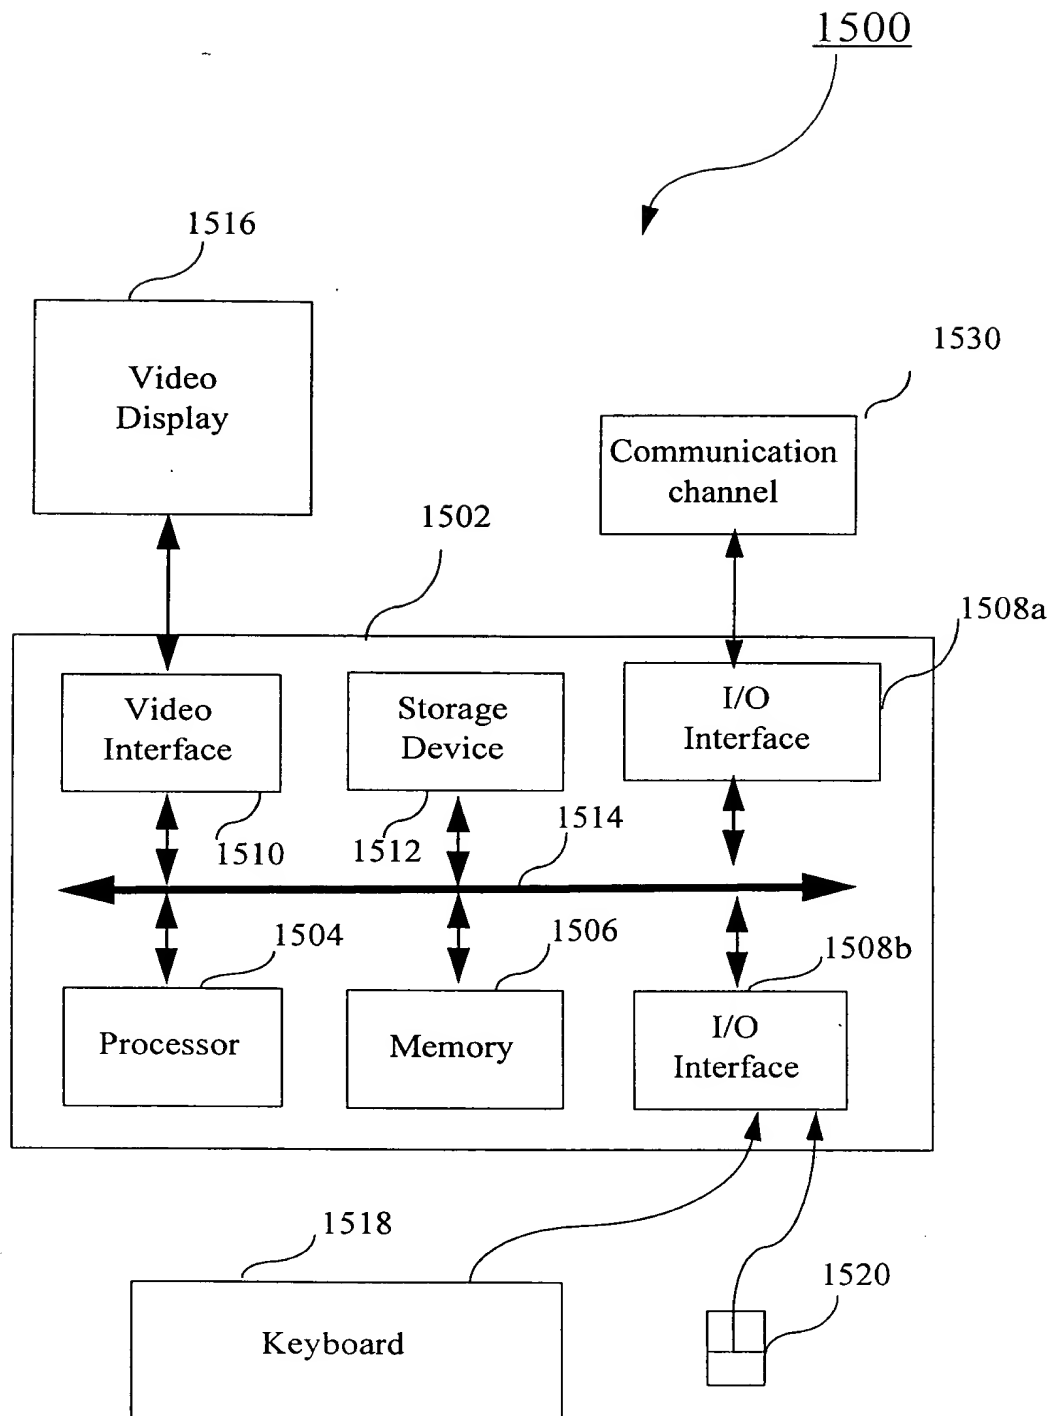 1500
1516
Video
Display
1530
Communication
channel
1502
1508a
Video
Interface
Storage
Device
I/O
Interface
1510
1512
1514
1504
1506
1508b
Processor
Memory
I/O
Interface
1518
Keyboard
1520